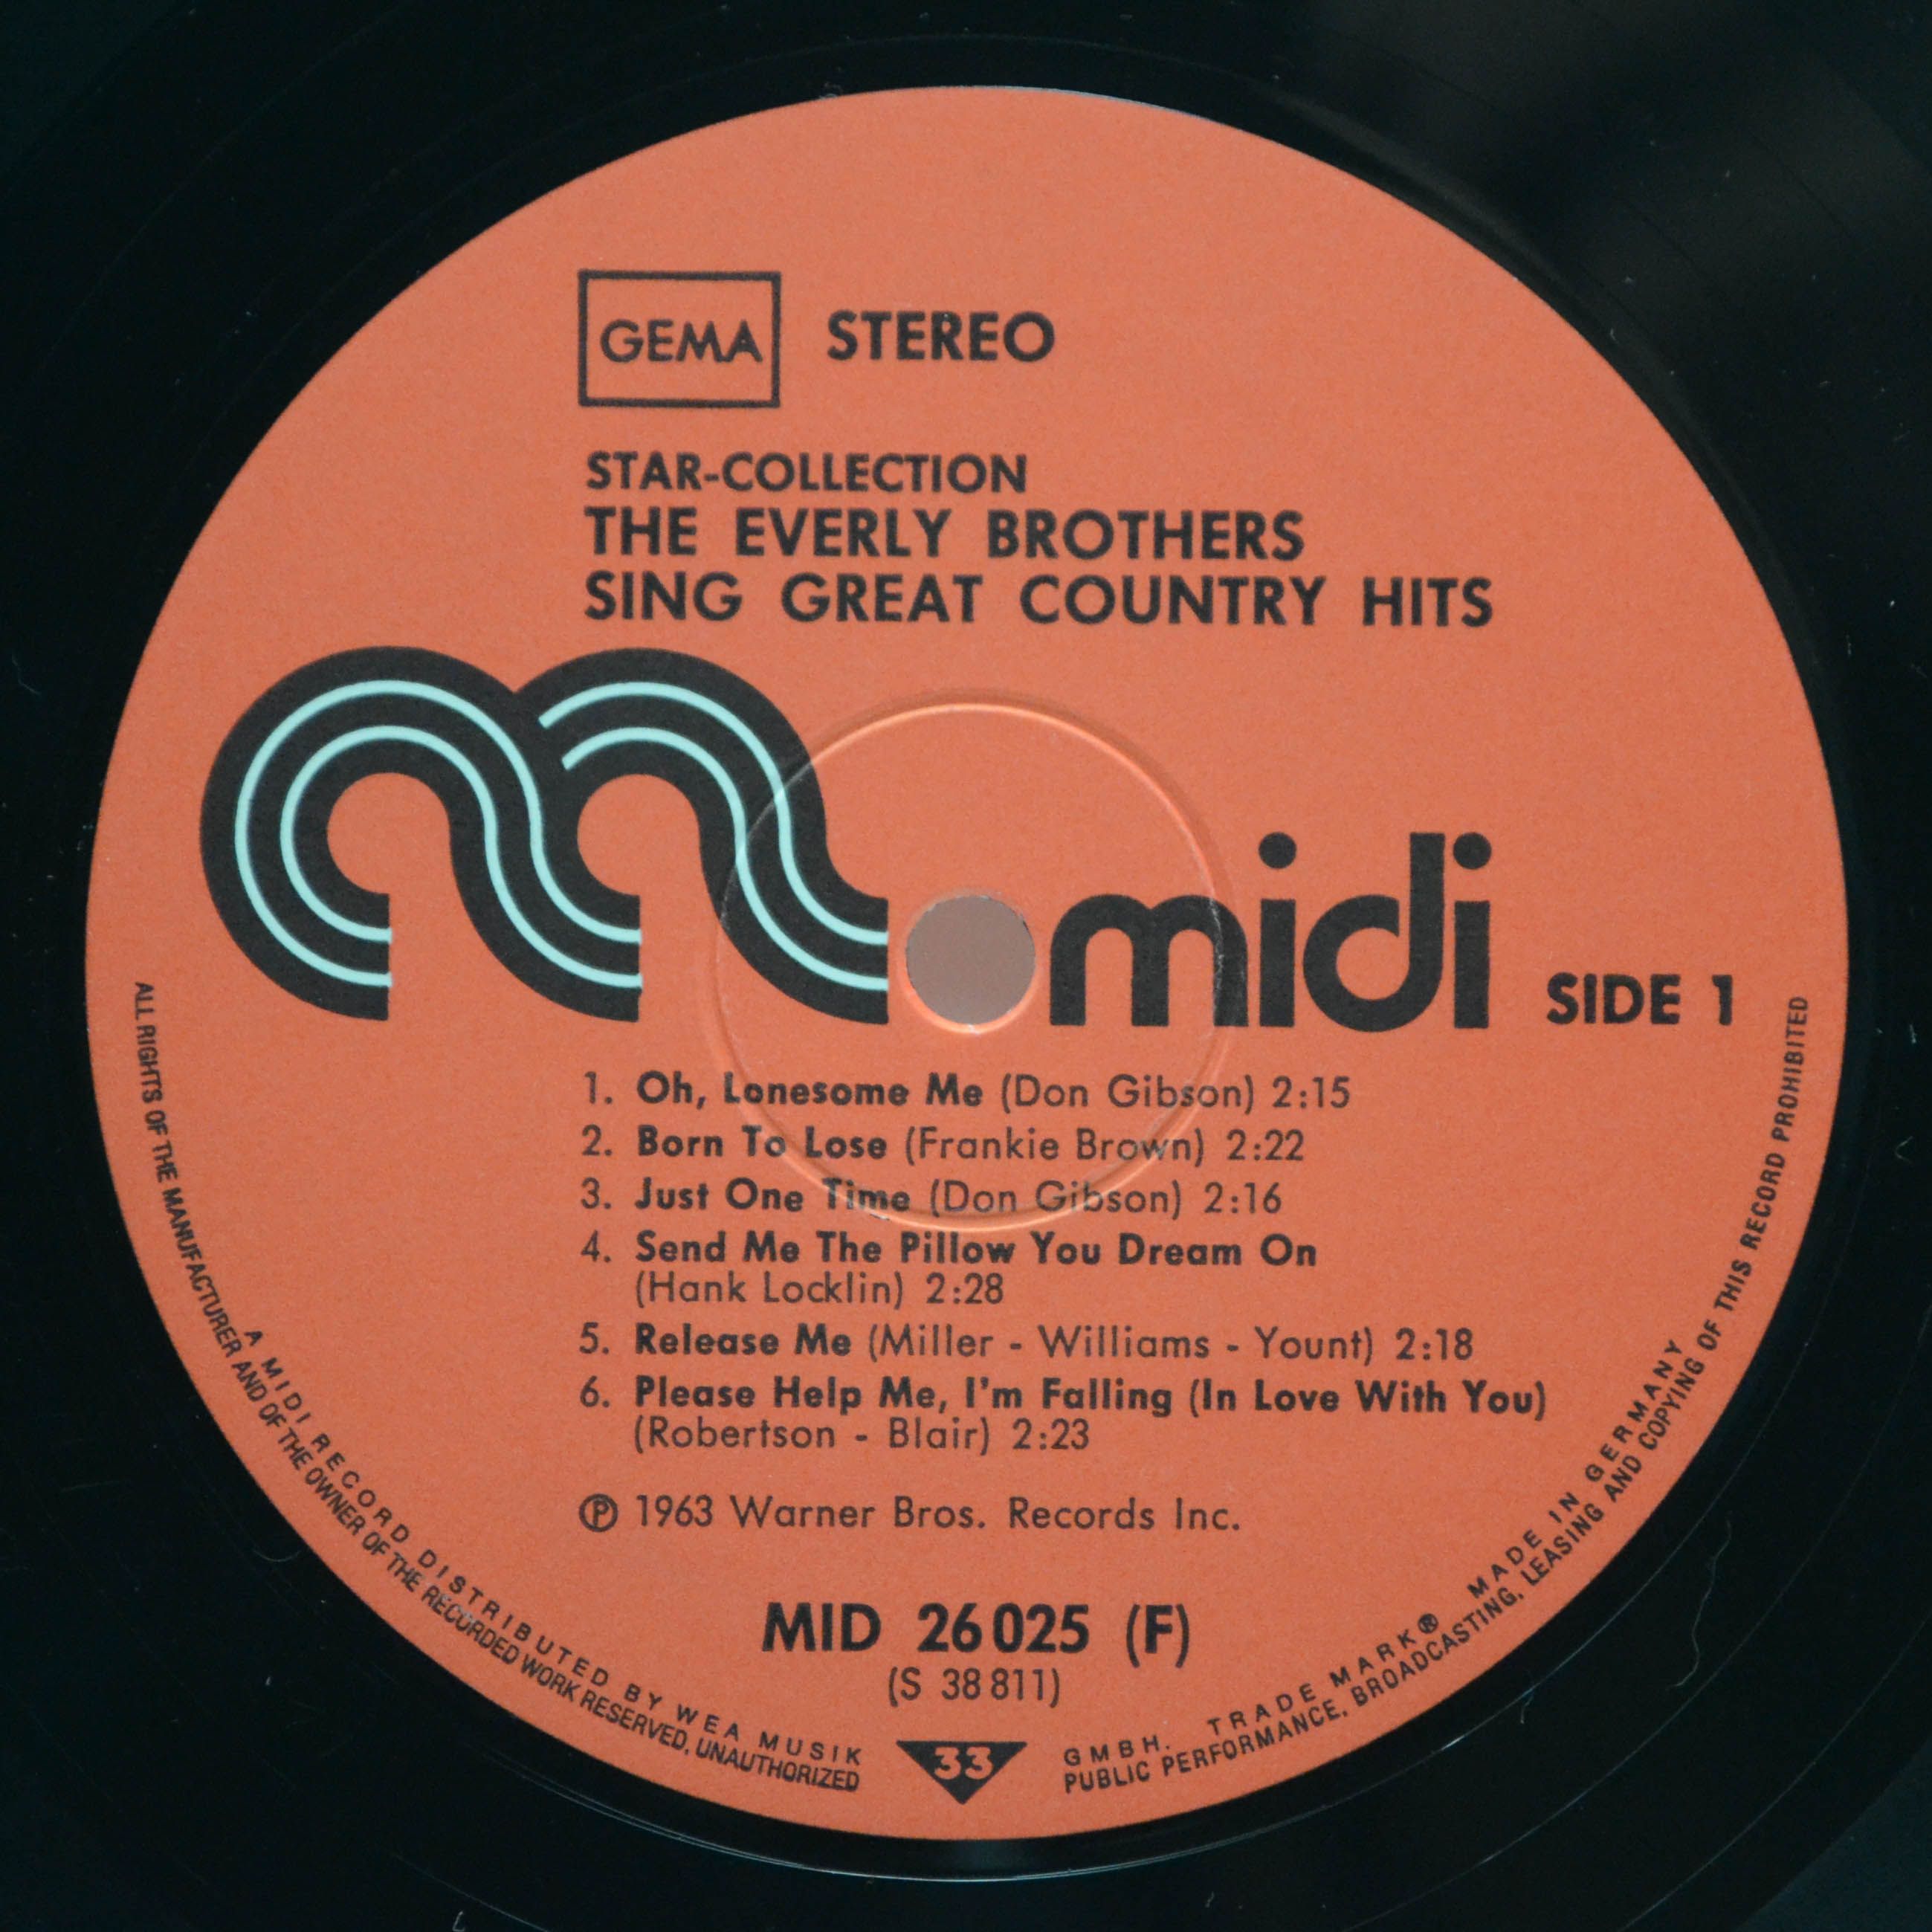 GEMA STEREO
STAR-COLLECTION
THE EVERLY BROTHERS
SING GREAT COUNTRY HITS
midi SIDE 1
1. Oh, Lonesome Me (Don Gibson) 2:15
2. Born To Lose (Frankie Brown) 2:22
3. Just One Time (Don Gibson) 2:16
4. Send Me The Pillow You Dream On
(Hank Locklin) 2:28
5. Release Me (Miller - Williams - Yount) 2:18
6. Please Help Me, I'm Falling (In Love With You)
(Robertson - Blair) 2:23
℗ 1963 Warner Bros. Records Inc.
MID 26 025 (F)
(S 38 811)
33
A MIDI RECORD DISTRIBUTED BY WEA MUSIK GMBH. TRADE MARK® MADE IN GERMANY
ALL RIGHTS OF THE MANUFACTURER AND OF THE OWNER OF THE RECORDED WORK RESERVED, UNAUTHORIZED PUBLIC PERFORMANCE, BROADCASTING, LEASING AND COPYING OF THIS RECORD PROHIBITED